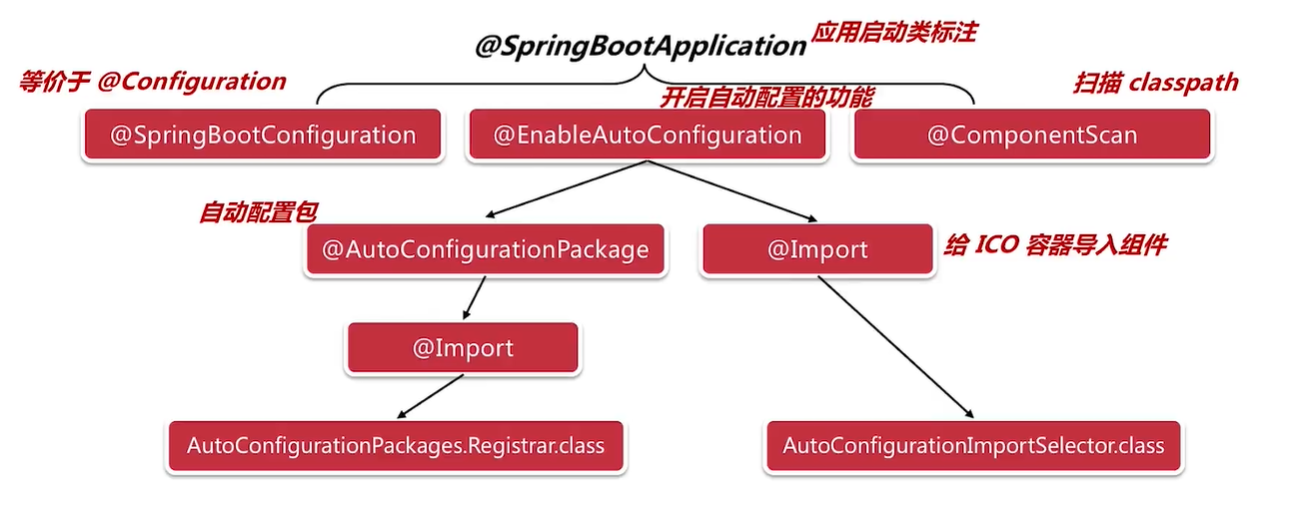 @SpringBootApplication 应用启动类标注
等价于 @Configuration
开启自动配置的功能
扫描 classpath
@SpringBootConfiguration
@EnableAutoConfiguration
@ComponentScan
自动配置包
@AutoConfigurationPackage
@Import
给 ICO 容器导入组件
@Import
AutoConfigurationPackages.Registrar.class
AutoConfigurationImportSelector.class